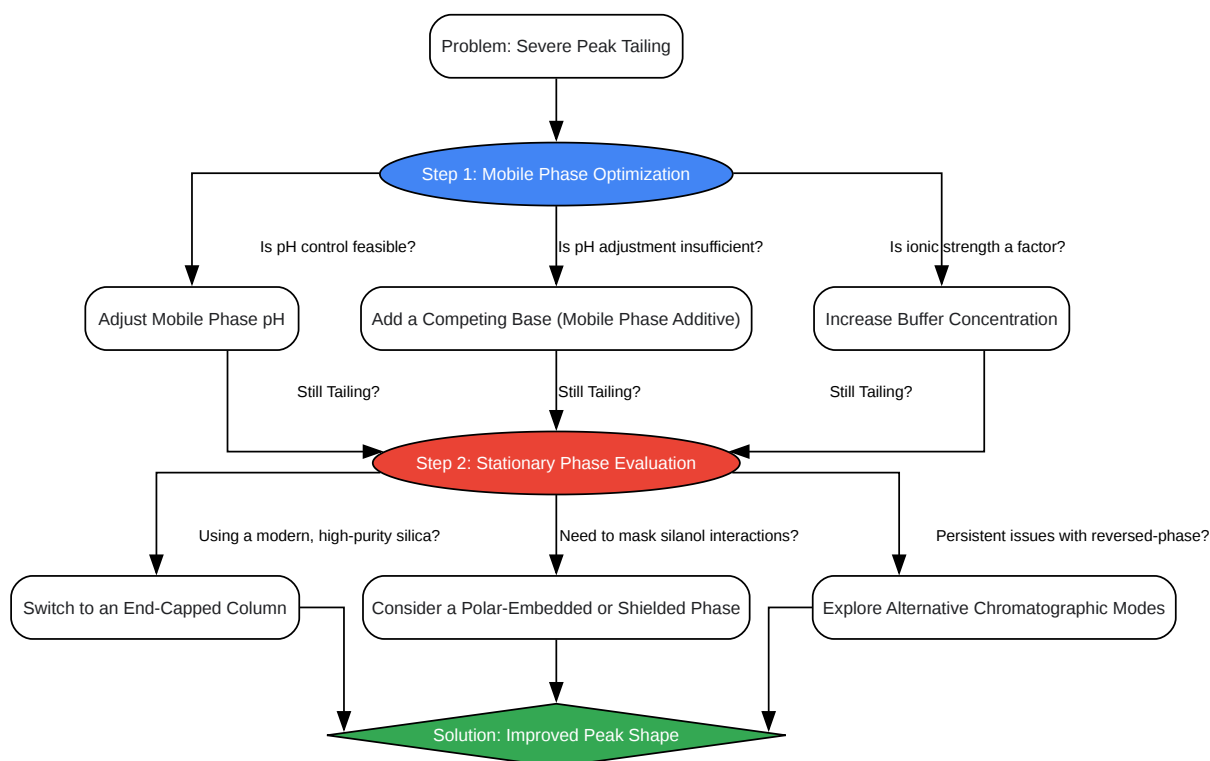 Problem: Severe Peak Tailing
Step 1: Mobile Phase Optimization
Is pH control feasible?
Is pH adjustment insufficient?
Is ionic strength a factor?
Adjust Mobile Phase pH
Add a Competing Base (Mobile Phase Additive)
Increase Buffer Concentration
Still Tailing?
Still Tailing?
Still Tailing?
Step 2: Stationary Phase Evaluation
Using a modern, high-purity silica?
Need to mask silanol interactions?
Persistent issues with reversed-phase?
Switch to an End-Capped Column
Consider a Polar-Embedded or Shielded Phase
Explore Alternative Chromatographic Modes
Solution: Improved Peak Shape